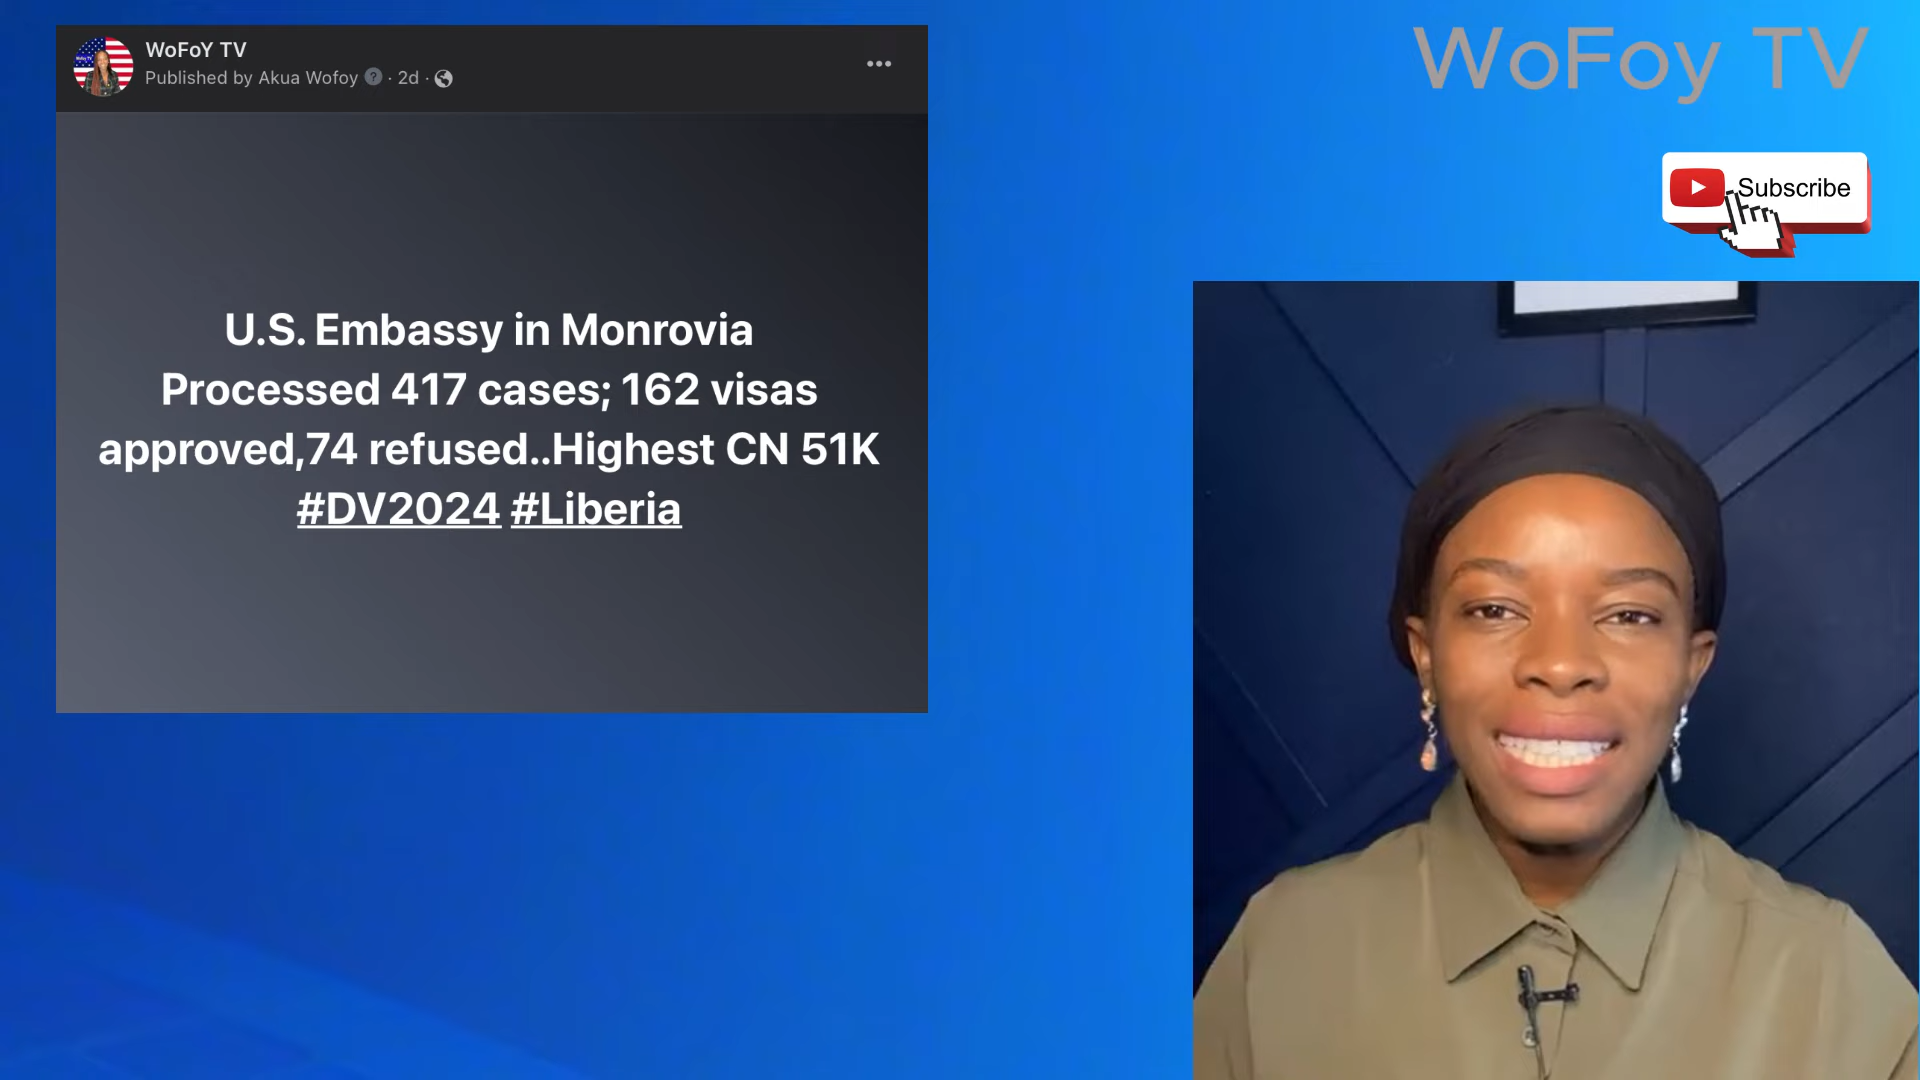 WoFoY TV
Published by Akua Wofoy · 2d ·
U.S. Embassy in Monrovia
Processed 417 cases; 162 visas
approved,74 refused..Highest CN 51K
#DV2024 #Liberia
WoFoy TV
Subscribe